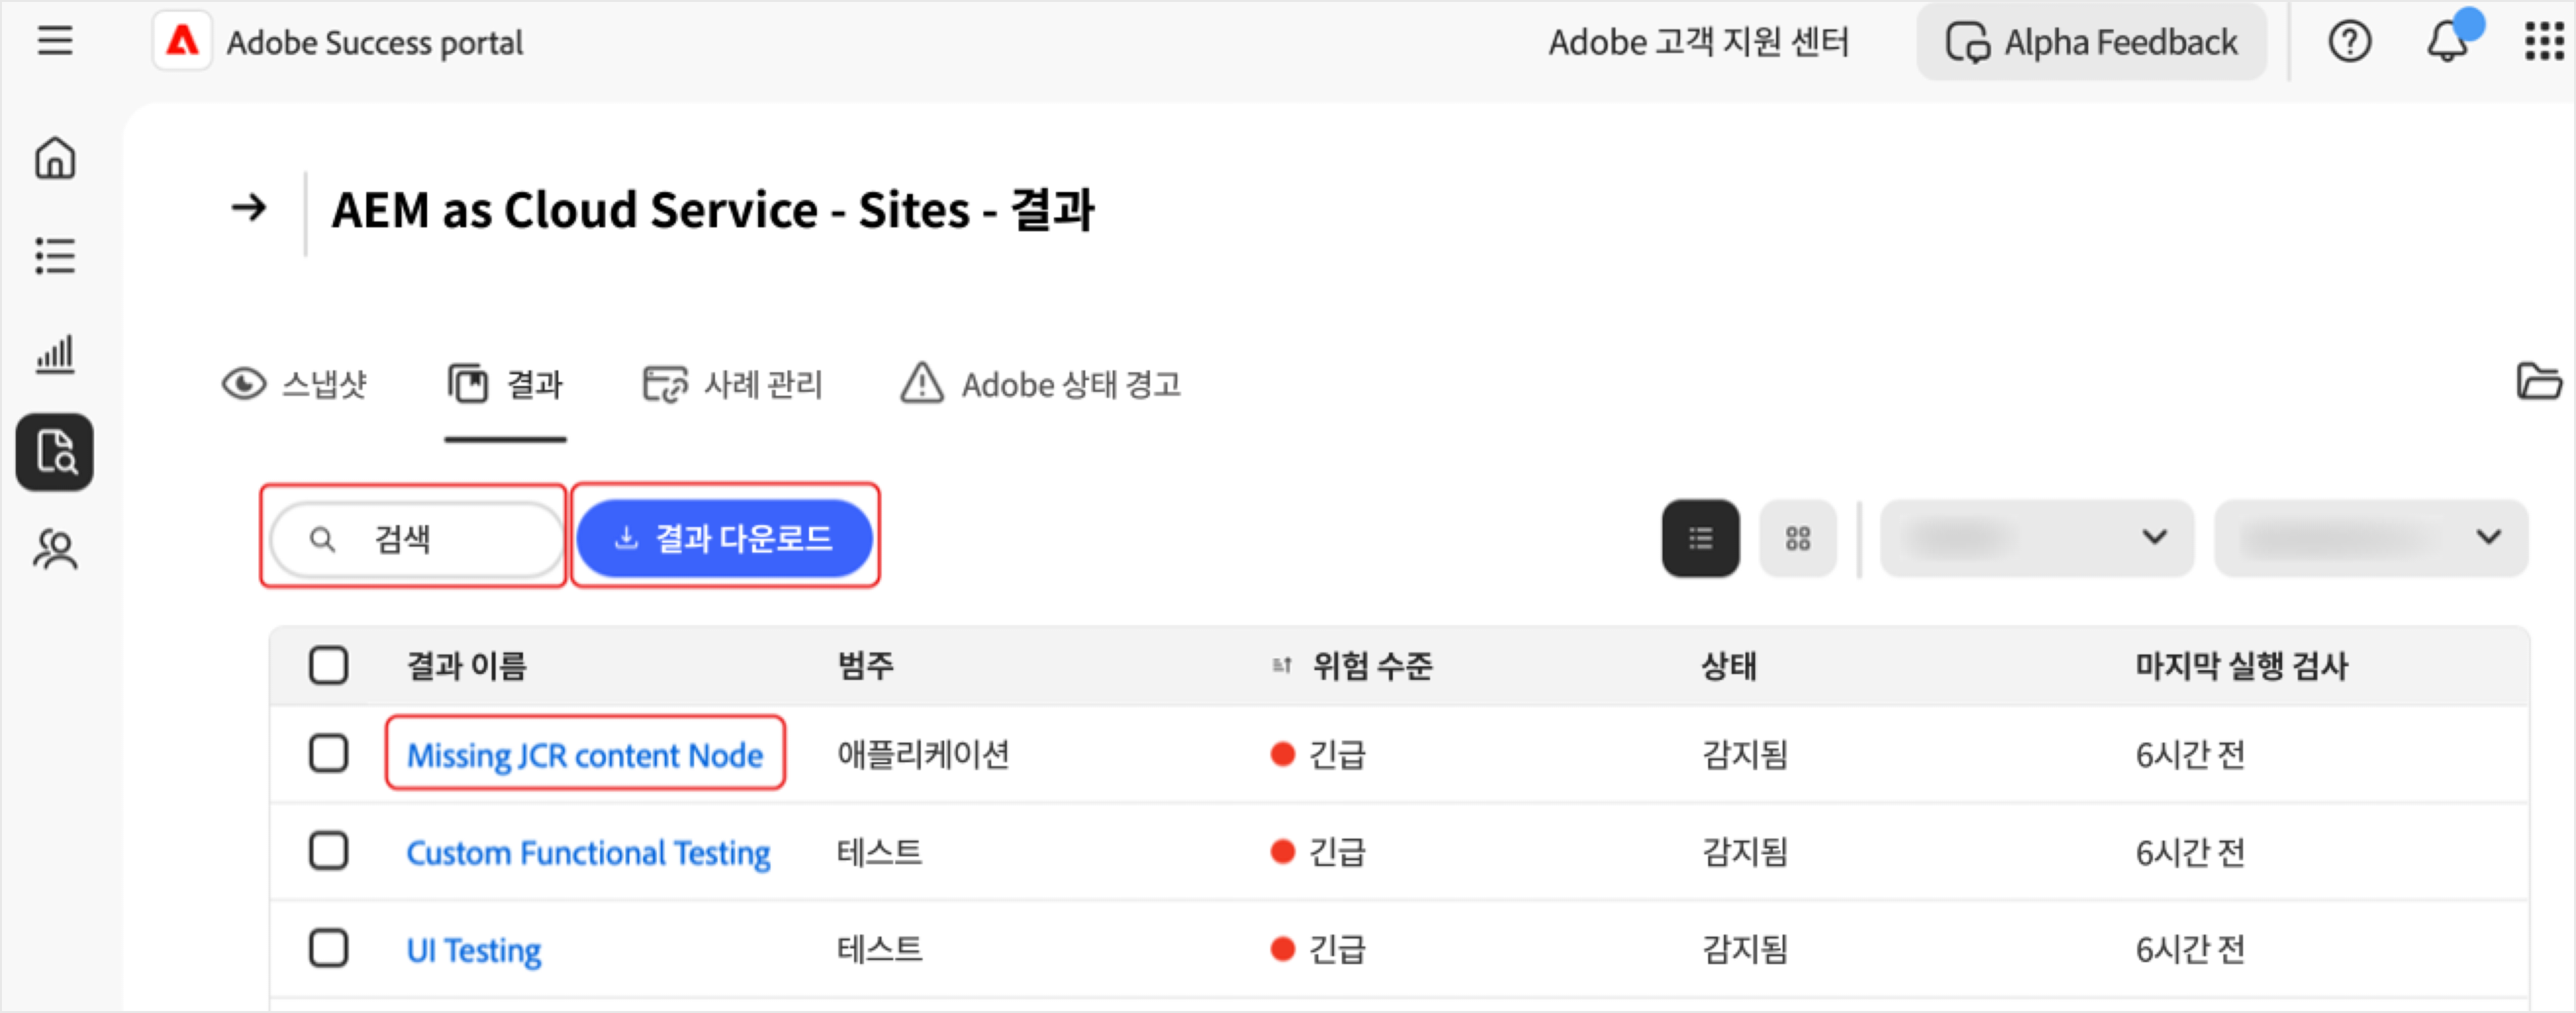 Adobe Success portal
Adobe 고객 지원 센터
Alpha Feedback
AEM as Cloud Service - Sites - 결과
스냅샷
결과
사례 관리
Adobe 상태 경고
검색
결과 다운로드
결과 이름 범주 위험 수준 상태 마지막 실행 검사
Missing JCR content Node 애플리케이션 긴급 감지됨 6시간 전
Custom Functional Testing 테스트 긴급 감지됨 6시간 전
UI Testing 테스트 긴급 감지됨 6시간 전